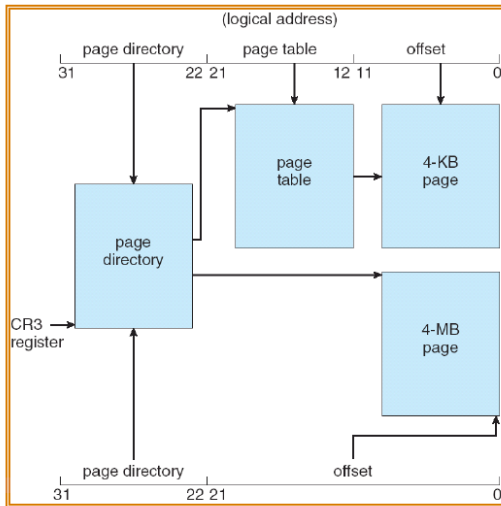 (logical address)
page directory page table offset
31 22 21 12 11 0
page
table
4-KB
page
page
directory
CR3
register
4-MB
page
page directory offset
31 22 21 0